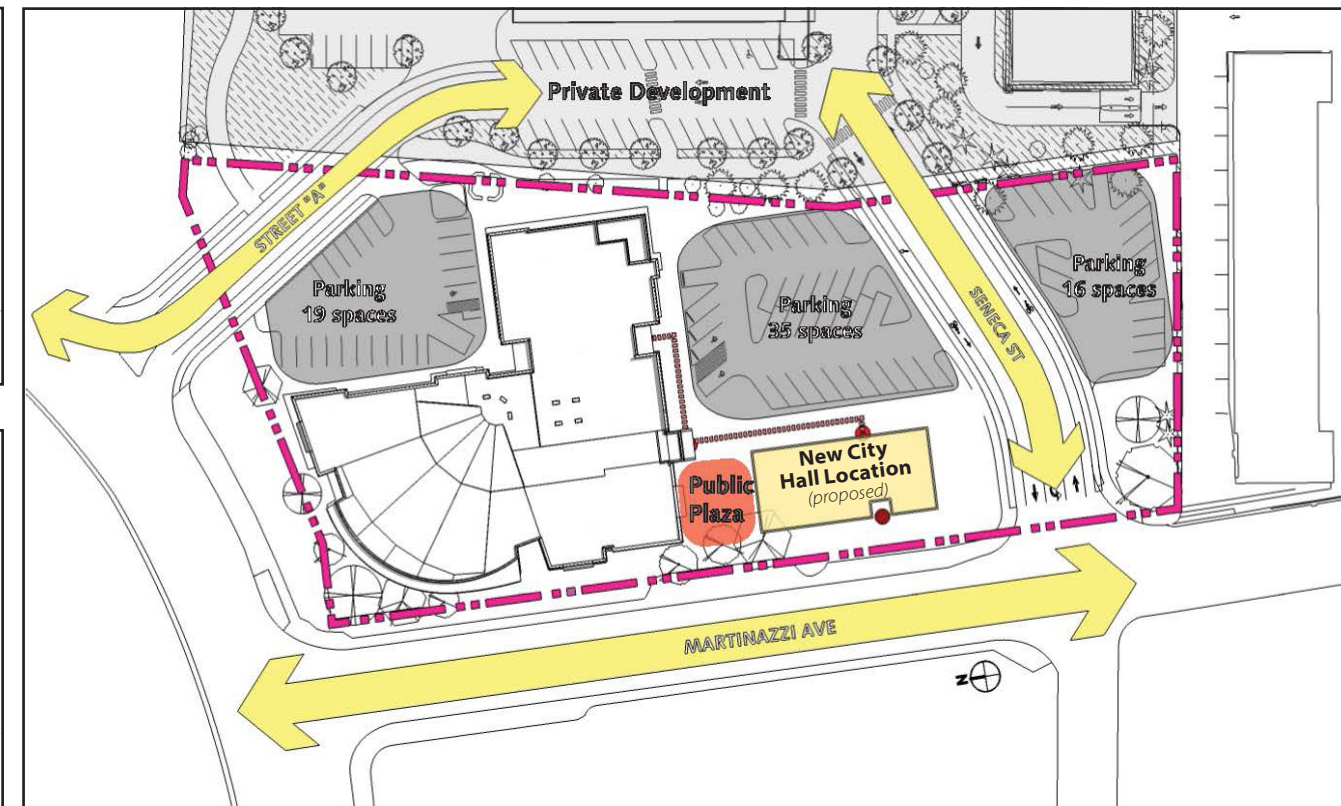 Private Development
STREET "A"
Parking
19 spaces
Parking
35 spaces
Parking
16 spaces
SENECA ST
New City
Hall Location
(proposed)
Public
Plaza
MARTINAZZI AVE
N